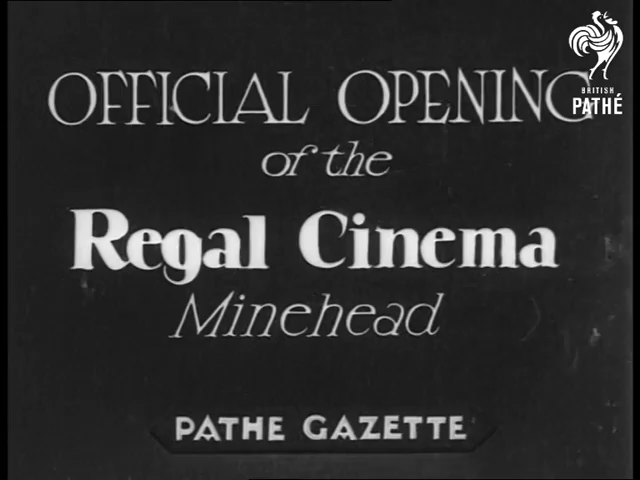 OFFICIAL OPENING
of the
Regal Cinema
Minehead
PATHE GAZETTE
BRITISH
PATHÉ